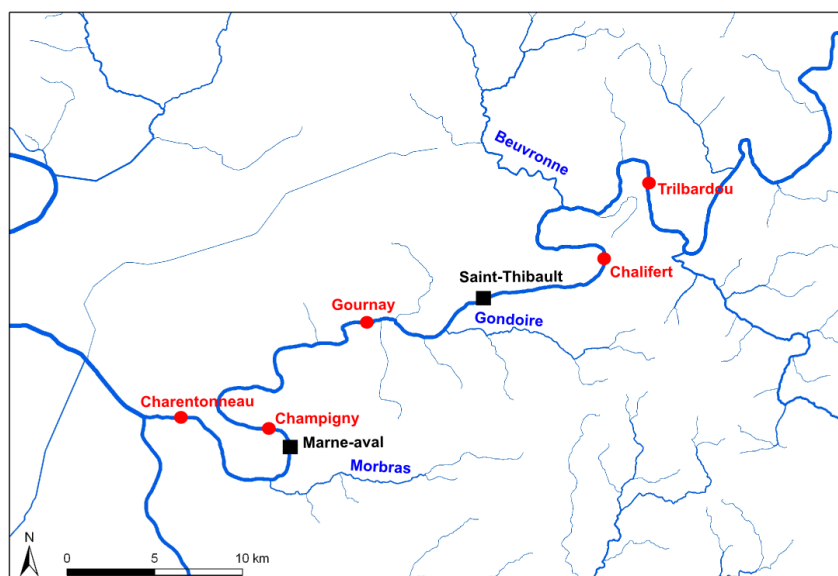 Beuvronne
Trilbardou
Saint-Thibault
Chalifert
Gournay
Gondoire
Charentonneau
Champigny
Marne-aval
Morbras
N
0 5 10 km